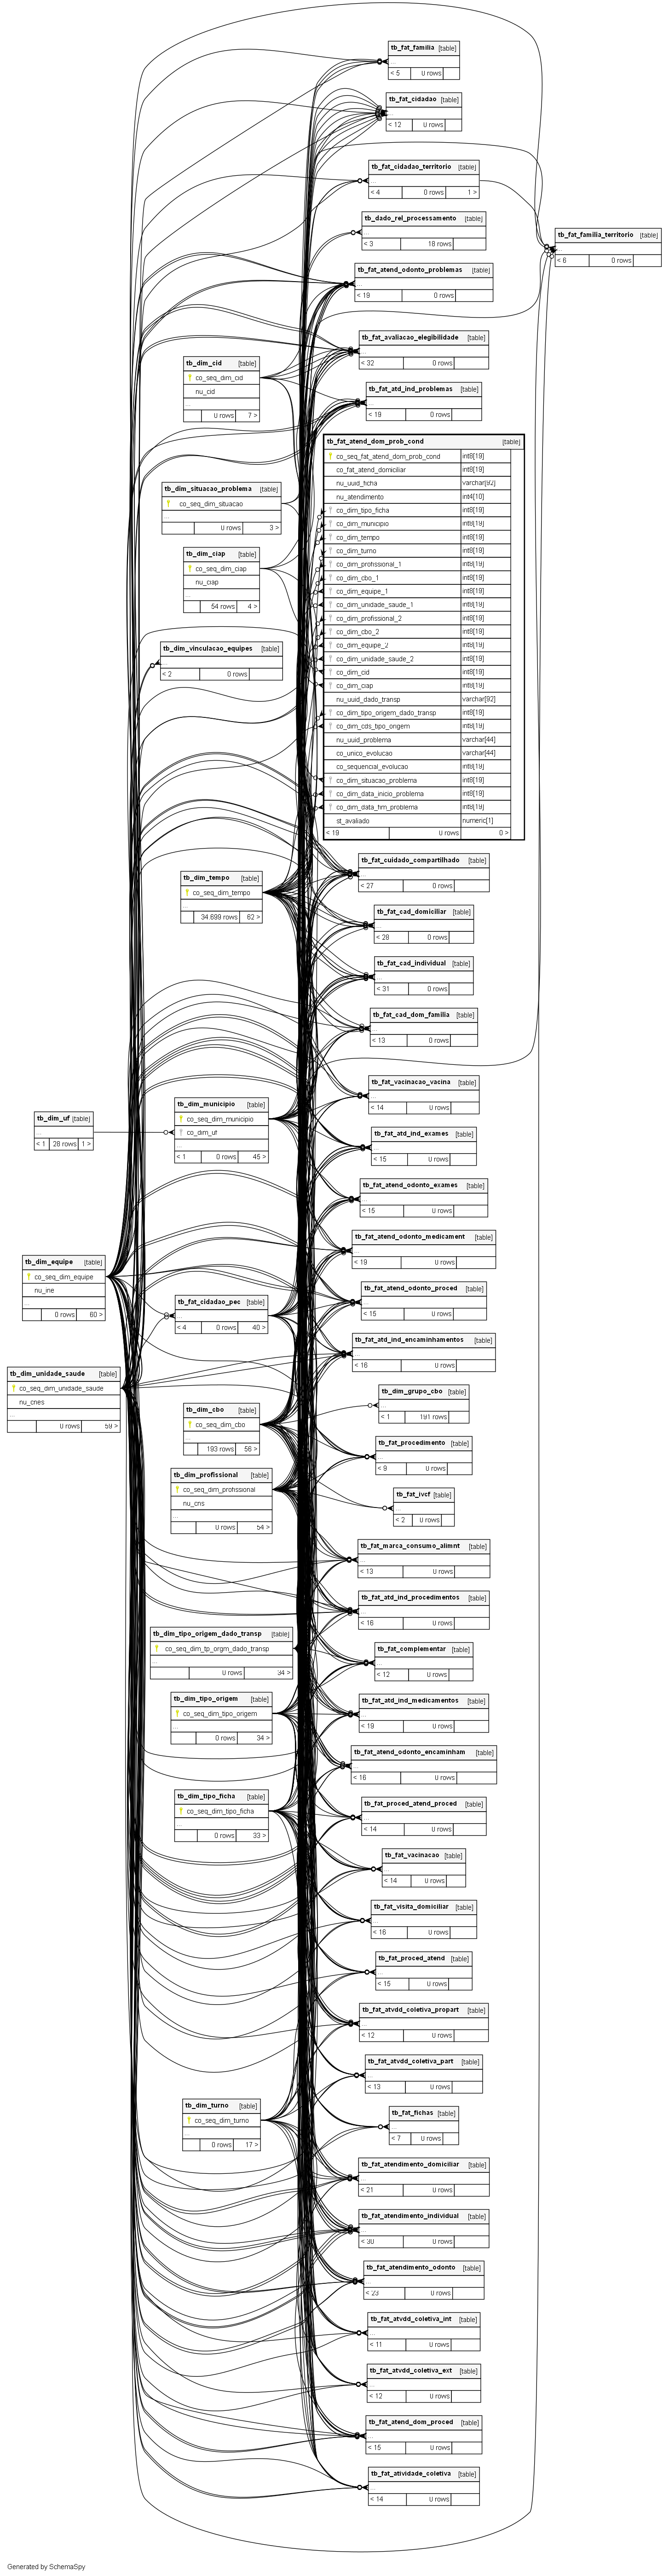 tb_fat_familia [table]
...
< 5 0 rows
tb_fat_cidadao [table]
...
< 12 0 rows
tb_fat_cidadao_territorio [table]
...
< 4 0 rows 1 >
tb_dado_rel_processamento [table]
...
< 3 18 rows
tb_fat_familia_territorio [table]
...
< 6 0 rows
tb_fat_atend_odonto_problemas [table]
...
< 19 0 rows
tb_fat_avaliacao_elegibilidade [table]
...
< 32 0 rows
tb_dim_cid [table]
co_seq_dim_cid
nu_cid
...
0 rows 7 >
tb_fat_atd_ind_problemas [table]
...
< 19 0 rows
tb_fat_atend_dom_prob_cond [table]
co_seq_fat_atend_dom_prob_cond int8[19]
co_fat_atend_domiciliar int8[19]
nu_uuid_ficha varchar[92]
nu_atendimento int4[10]
co_dim_tipo_ficha int8[19]
co_dim_municipio int8[19]
co_dim_tempo int8[19]
co_dim_turno int8[19]
co_dim_profissional_1 int8[19]
co_dim_cbo_1 int8[19]
co_dim_equipe_1 int8[19]
co_dim_unidade_saude_1 int8[19]
co_dim_profissional_2 int8[19]
co_dim_cbo_2 int8[19]
co_dim_equipe_2 int8[19]
co_dim_unidade_saude_2 int8[19]
co_dim_cid int8[19]
co_dim_ciap int8[19]
nu_uuid_dado_transp varchar[92]
co_dim_tipo_origem_dado_transp int8[19]
co_dim_cds_tipo_origem int8[19]
nu_uuid_problema varchar[44]
co_unico_evolucao varchar[44]
co_sequencial_evolucao int8[19]
co_dim_situacao_problema int8[19]
co_dim_data_inicio_problema int8[19]
co_dim_data_fim_problema int8[19]
st_avaliado numeric[1]
< 19 0 rows 0 >
tb_dim_situacao_problema [table]
co_seq_dim_situacao
...
0 rows 3 >
tb_dim_ciap [table]
co_seq_dim_ciap
nu_ciap
...
54 rows 4 >
tb_dim_vinculacao_equipes [table]
...
< 2 0 rows
tb_fat_cuidado_compartilhado [table]
...
< 27 0 rows
tb_dim_tempo [table]
co_seq_dim_tempo
...
34.699 rows 62 >
tb_fat_cad_domiciliar [table]
...
< 28 0 rows
tb_fat_cad_individual [table]
...
< 31 0 rows
tb_fat_cad_dom_familia [table]
...
< 13 0 rows
tb_fat_vacinacao_vacina [table]
...
< 14 0 rows
tb_dim_uf [table]
...
< 1 28 rows 1 >
tb_dim_municipio [table]
co_seq_dim_municipio
co_dim_uf
...
< 1 0 rows 45 >
tb_fat_atd_ind_exames [table]
...
< 15 0 rows
tb_fat_atend_odonto_exames [table]
...
< 15 0 rows
tb_fat_atend_odonto_medicament [table]
...
< 19 0 rows
tb_dim_equipe [table]
co_seq_dim_equipe
nu_ine
...
0 rows 60 >
tb_fat_atend_odonto_proced [table]
...
< 15 0 rows
tb_fat_cidadao_pec [table]
...
< 4 0 rows 40 >
tb_fat_atd_ind_encaminhamentos [table]
...
< 16 0 rows
tb_dim_unidade_saude [table]
co_seq_dim_unidade_saude
nu_cnes
...
0 rows 59 >
tb_dim_grupo_cbo [table]
...
< 1 191 rows
tb_dim_cbo [table]
co_seq_dim_cbo
...
193 rows 56 >
tb_fat_procedimento [table]
...
< 9 0 rows
tb_dim_profissional [table]
co_seq_dim_profissional
nu_cns
...
0 rows 54 >
tb_fat_ivcf [table]
...
< 2 0 rows
tb_fat_marca_consumo_alimnt [table]
...
< 13 0 rows
tb_fat_atd_ind_procedimentos [table]
...
< 16 0 rows
tb_dim_tipo_origem_dado_transp [table]
co_seq_dim_tp_orgm_dado_transp
...
0 rows 34 >
tb_fat_complementar [table]
...
< 12 0 rows
tb_dim_tipo_origem [table]
co_seq_dim_tipo_origem
...
0 rows 34 >
tb_fat_atd_ind_medicamentos [table]
...
< 19 0 rows
tb_fat_atend_odonto_encaminham [table]
...
< 16 0 rows
tb_dim_tipo_ficha [table]
co_seq_dim_tipo_ficha
...
0 rows 33 >
tb_fat_proced_atend_proced [table]
...
< 14 0 rows
tb_fat_vacinacao [table]
...
< 14 0 rows
tb_fat_visita_domiciliar [table]
...
< 16 0 rows
tb_fat_proced_atend [table]
...
< 15 0 rows
tb_fat_atvdd_coletiva_propart [table]
...
< 12 0 rows
tb_fat_atvdd_coletiva_part [table]
...
< 13 0 rows
tb_dim_turno [table]
co_seq_dim_turno
...
0 rows 17 >
tb_fat_fichas [table]
...
< 7 0 rows
tb_fat_atendimento_domiciliar [table]
...
< 21 0 rows
tb_fat_atendimento_individual [table]
...
< 30 0 rows
tb_fat_atendimento_odonto [table]
...
< 23 0 rows
tb_fat_atvdd_coletiva_int [table]
...
< 11 0 rows
tb_fat_atvdd_coletiva_ext [table]
...
< 12 0 rows
tb_fat_atend_dom_proced [table]
...
< 15 0 rows
tb_fat_atividade_coletiva [table]
...
< 14 0 rows
Generated by SchemaSpy